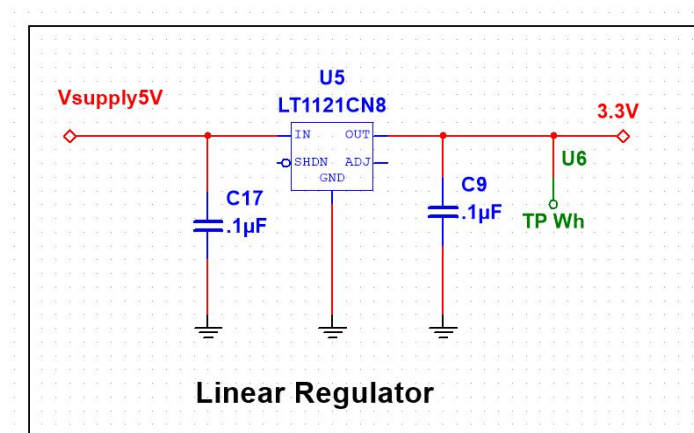 U5
Vsupply5V
LT1121CN8
3.3V
IN OUT
U6
SHDN ADJ
GND
C17
C9
.1µF
.1µF
TP Wh
Linear Regulator